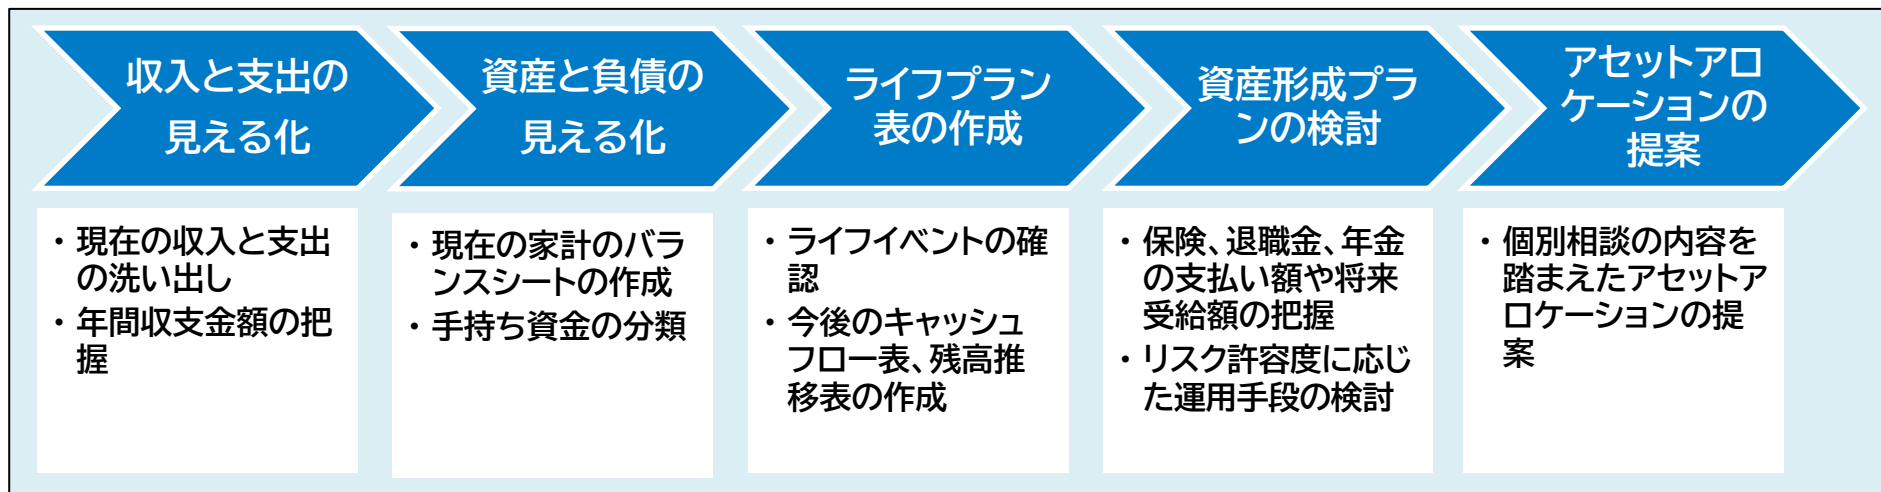 収入と支出の
見える化
資産と負債の
見える化
ライフプラン
表の作成
資産形成プラ
ンの検討
アセットアロ
ケーションの
提案
・現在の収入と支出
の洗い出し
・年間収支金額の把
握
・現在の家計のバラ
ンスシートの作成
・手持ち資金の分類
・ライフイベントの確
認
・今後のキャッシュ
フロー表、残高推
移表の作成
・保険、退職金、年金
の支払い額や将来
受給額の把握
・リスク許容度に応じ
た運用手段の検討
・個別相談の内容を
踏まえたアセットア
ロケーションの提
案